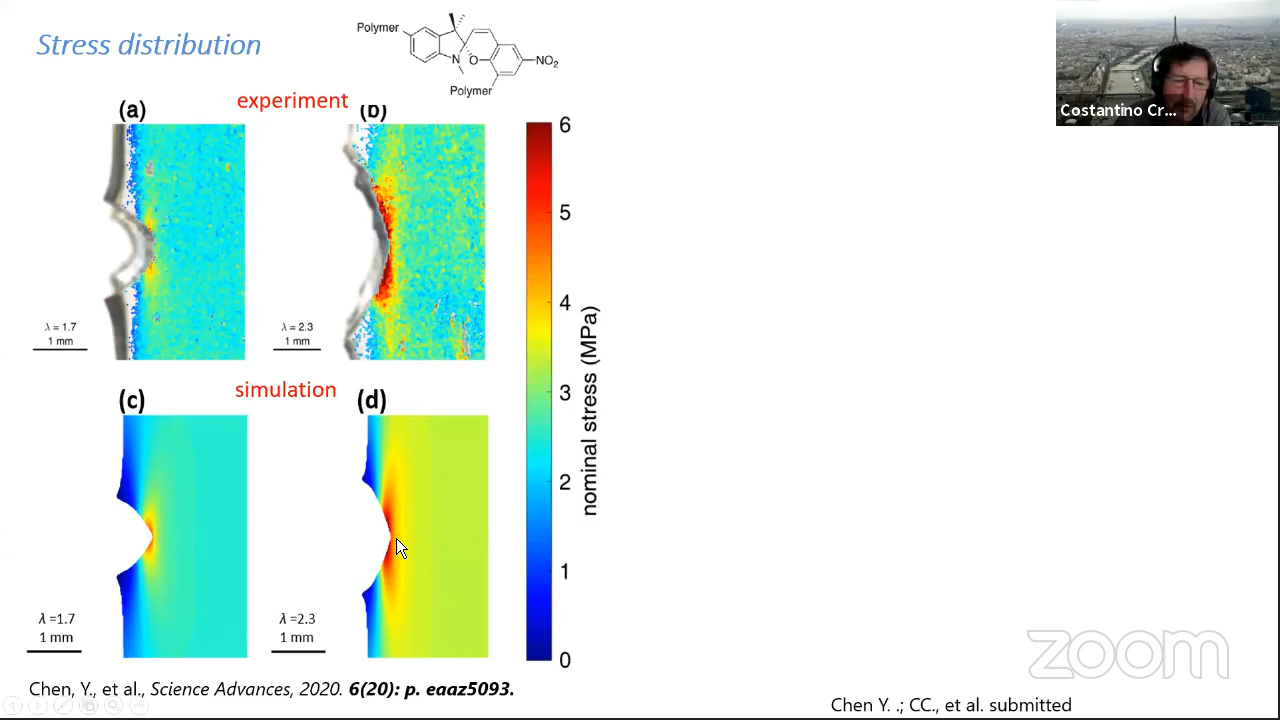 Stress distribution
Polymer
N
O
NO2
Polymer
Costantino Cr...
experiment
(a)
(b)
λ = 1.7
1 mm
λ = 2.3
1 mm
simulation
(c)
(d)
λ =1.7
1 mm
λ =2.3
1 mm
6
5
4
3
2
1
0
nominal stress (MPa)
zoom
Chen, Y., et al., Science Advances, 2020. 6(20): p. eaaz5093.
Chen Y. .; CC., et al. submitted